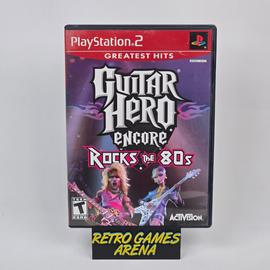 PlayStation.2
GREATEST HITS
GUITAR
HERO
ENCORE
ROCKS THE 80s
T
ACTIVISION
RETRO GAMES
ARENA